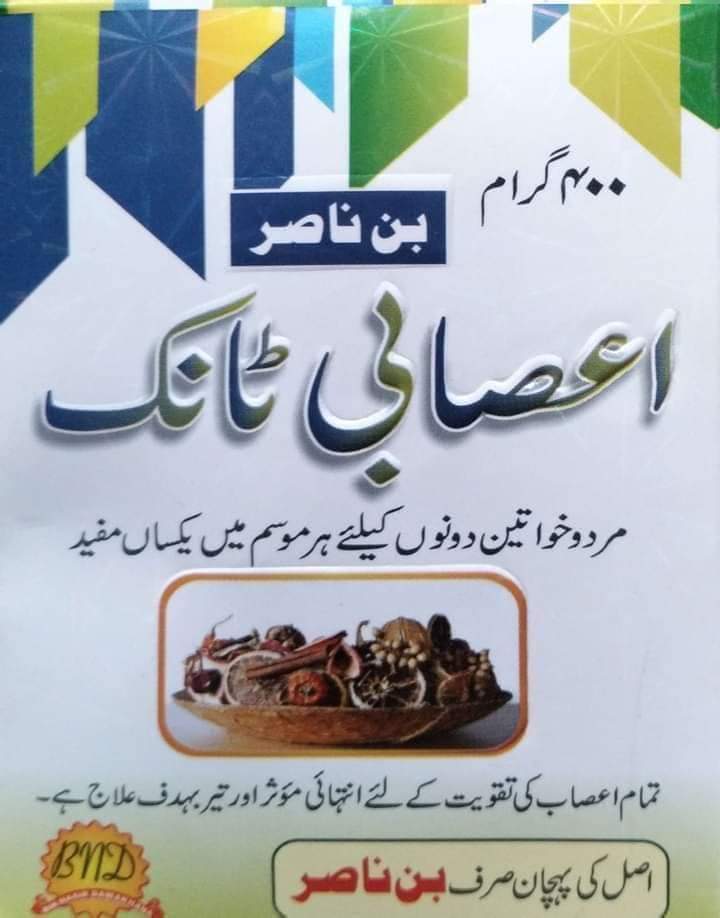 ۴۰۰ گرام
بن ناصر
اعصابی ٹانک
مرد و خواتین دونوں کیلئے ہر موسم میں یکساں مفید
تمام اعصاب کی تقویت کے لئے انتہائی مؤثر اور تیر بہدف علاج ہے۔
BND
اصل کی پہچان صرف بن ناصر